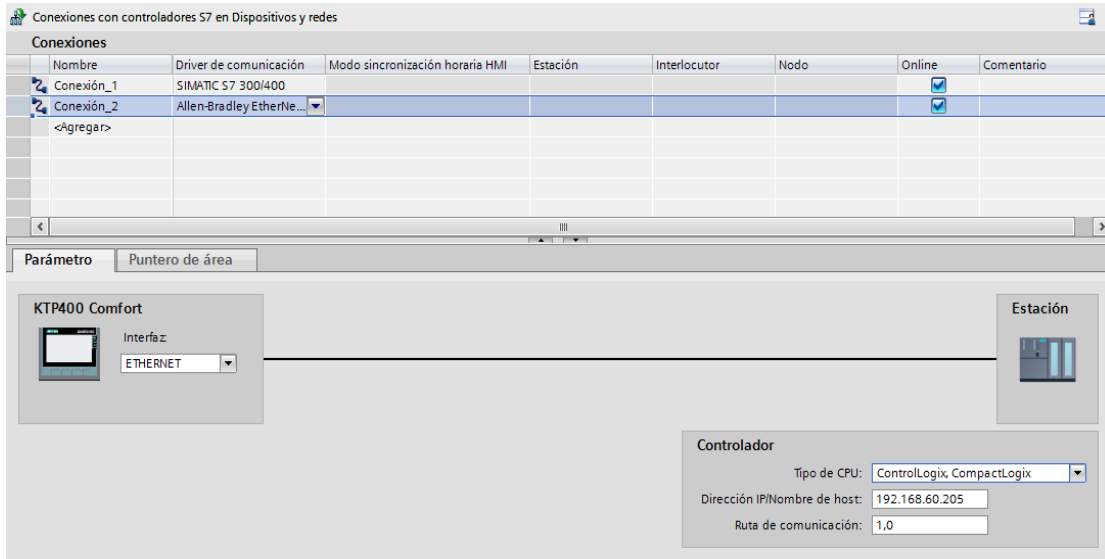 Conexiones con controladores S7 en Dispositivos y redes
Conexiones
Nombre Driver de comunicación Modo sincronización horaria HMI Estación Interlocutor Nodo Online Comentario
Conexión_1 SIMATIC S7 300/400
Conexión_2 Allen-Bradley EtherNe...
<Agregar>
Parámetro Puntero de área
KTP400 Comfort Estación
Interfaz:
ETHERNET
Controlador
Tipo de CPU: ControlLogix, CompactLogix
Dirección IP/Nombre de host: 192.168.60.205
Ruta de comunicación: 1,0